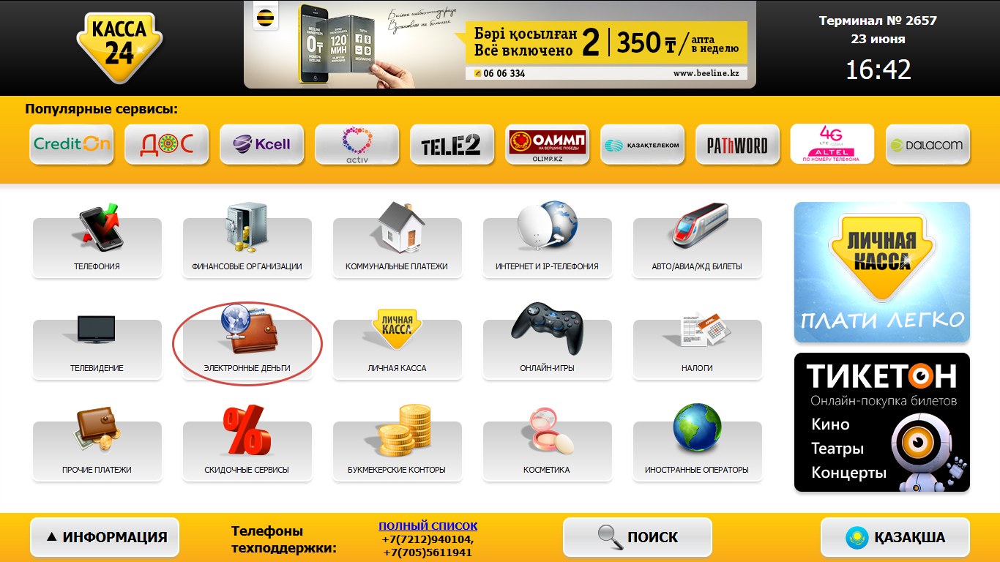 КАССА
24
Билайн
0₸
120
МИН
Бәрі қосылған
Всё включено
2
350 ₸/
апта
в неделю
06 06 334
www.beeline.kz
Терминал № 2657
23 июня
16:42
Популярные сервисы:
CreditOn
ДОС
Kcell
activ
TELE2
ОЛИМП
НА ВЕРШИНЕ ПОБЕДЫ
OLIMP.KZ
ҚАЗАҚТЕЛЕКОМ
PAThWORD
4G
LTE GSM
ALTEL
ПО НОМЕРУ ТЕЛЕФОНА
DALACOM
ТЕЛЕФОНИЯ
ФИНАНСОВЫЕ ОРГАНИЗАЦИИ
КОММУНАЛЬНЫЕ ПЛАТЕЖИ
ИНТЕРНЕТ И IP-ТЕЛЕФОНИЯ
АВТО/АВИА/ЖД БИЛЕТЫ
ЛИЧНАЯ
КАССА
ПЛАТИ ЛЕГКО
ТЕЛЕВИДЕНИЕ
ЭЛЕКТРОННЫЕ ДЕНЬГИ
ЛИЧНАЯ
КАССА
ЛИЧНАЯ КАССА
ОНЛАЙН-ИГРЫ
APRIL
НАЛОГИ
ТИКЕТОН
Онлайн-покупка билетов
Кино
Театры
Концерты
ПРОЧИЕ ПЛАТЕЖИ
%
СКИДОЧНЫЕ СЕРВИСЫ
БУКМЕКЕРСКИЕ КОНТОРЫ
КОСМЕТИКА
ИНОСТРАННЫЕ ОПЕРАТОРЫ
▲ ИНФОРМАЦИЯ
Телефоны
техподдержки:
ПОЛНЫЙ СПИСОК
+7(7212)940104,
+7(705)5611941
ПОИСК
ҚАЗАҚША